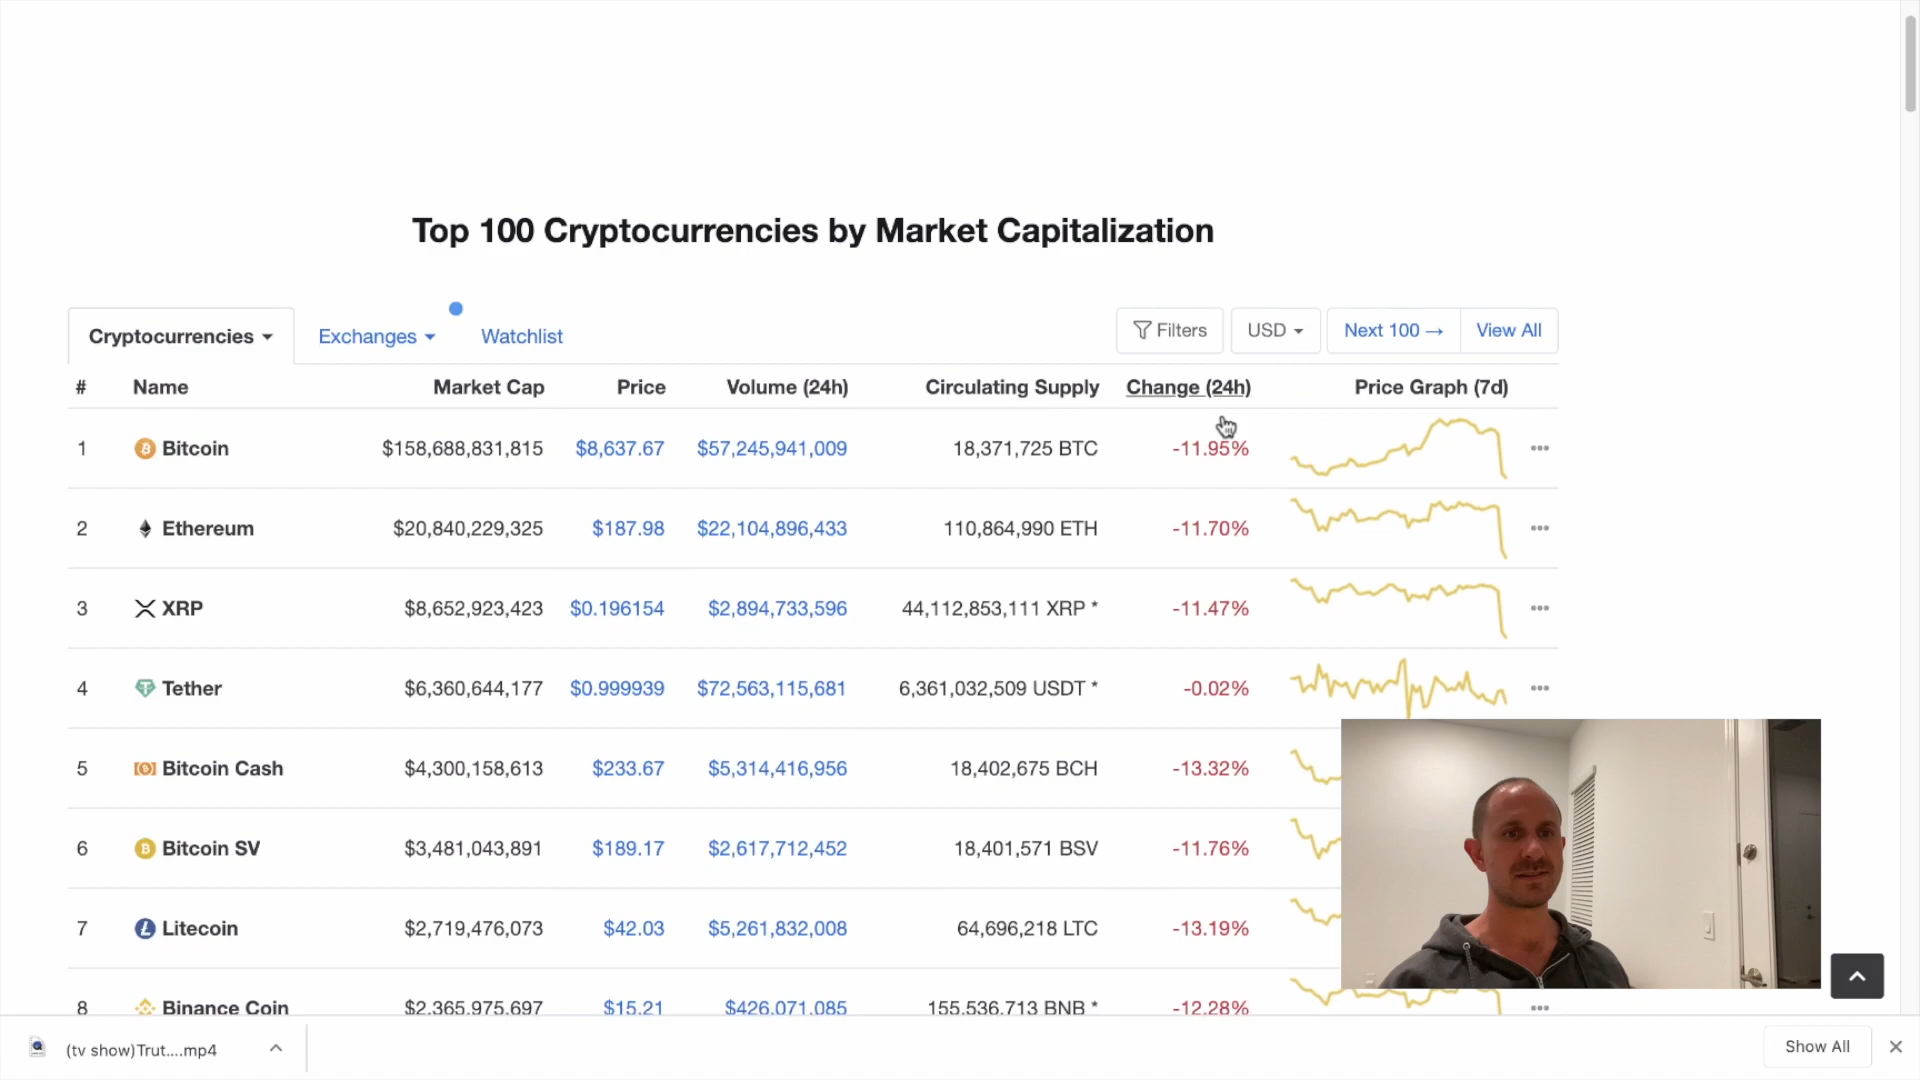 Top 100 Cryptocurrencies by Market Capitalization
Cryptocurrencies Exchanges Watchlist Filters USD Next 100 → View All
# Name Market Cap Price Volume (24h) Circulating Supply Change (24h) Price Graph (7d)
1 Bitcoin $158,688,831,815 $8,637.67 $57,245,941,009 18,371,725 BTC -11.95%
2 Ethereum $20,840,229,325 $187.98 $22,104,896,433 110,864,990 ETH -11.70%
3 XRP $8,652,923,423 $0.196154 $2,894,733,596 44,112,853,111 XRP * -11.47%
4 Tether $6,360,644,177 $0.999939 $72,563,115,681 6,361,032,509 USDT * -0.02%
5 Bitcoin Cash $4,300,158,613 $233.67 $5,314,416,956 18,402,675 BCH -13.32%
6 Bitcoin SV $3,481,043,891 $189.17 $2,617,712,452 18,401,571 BSV -11.76%
7 Litecoin $2,719,476,073 $42.03 $5,261,832,008 64,696,218 LTC -13.19%
8 Binance Coin $2,365,975,697 $15.21 $426,071,085 155,536,713 BNB * -12.28%
(tv show)Trut....mp4 Show All